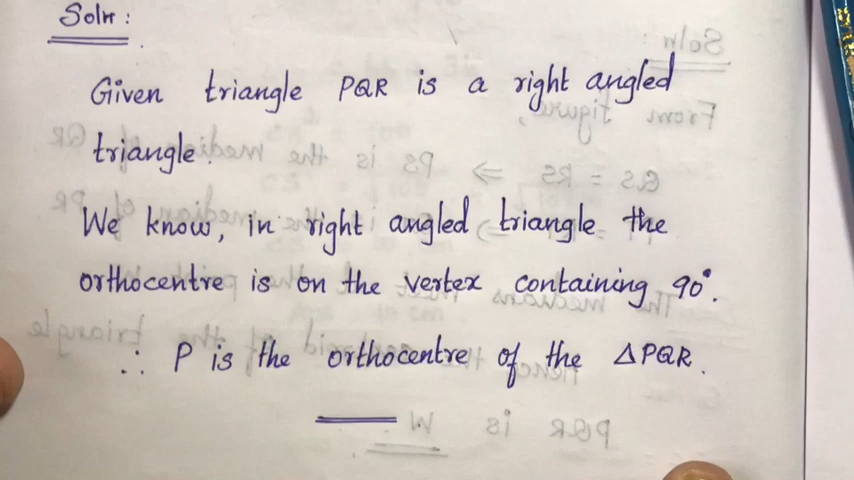 Soln :
Given triangle PQR is a right angled
triangle.
We know, in right angled triangle the
orthocentre is on the vertex containing 90°.
∴ P is the orthocentre of the ΔPQR.